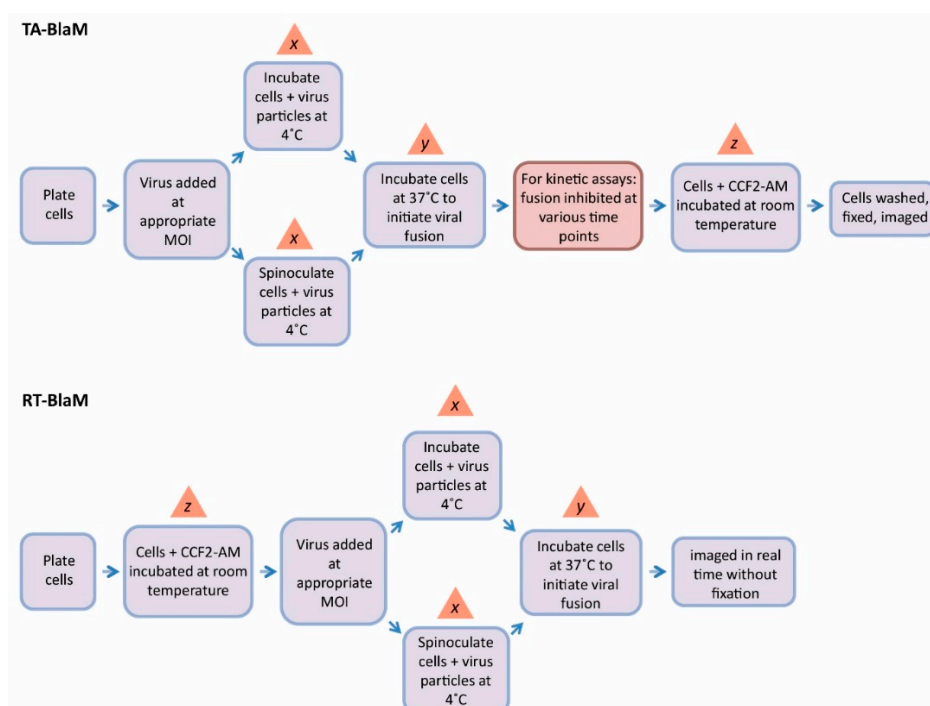 TA-BlaM
x
Incubate
cells + virus
particles at
4˚C
y
z
Plate
cells
Virus added
at
appropriate
MOI
Incubate cells
at 37˚C to
initiate viral
fusion
For kinetic assays:
fusion inhibited at
various time
points
Cells + CCF2-AM
incubated at room
temperature
Cells washed,
fixed, imaged
x
Spinoculate
cells + virus
particles at
4˚C
RT-BlaM
x
Incubate
cells + virus
particles at
4˚C
z
y
Plate
cells
Cells + CCF2-AM
incubated at room
temperature
Virus added
at
appropriate
MOI
Incubate cells
at 37˚C to
initiate viral
fusion
imaged in real
time without
fixation
x
Spinoculate
cells + virus
particles at
4˚C